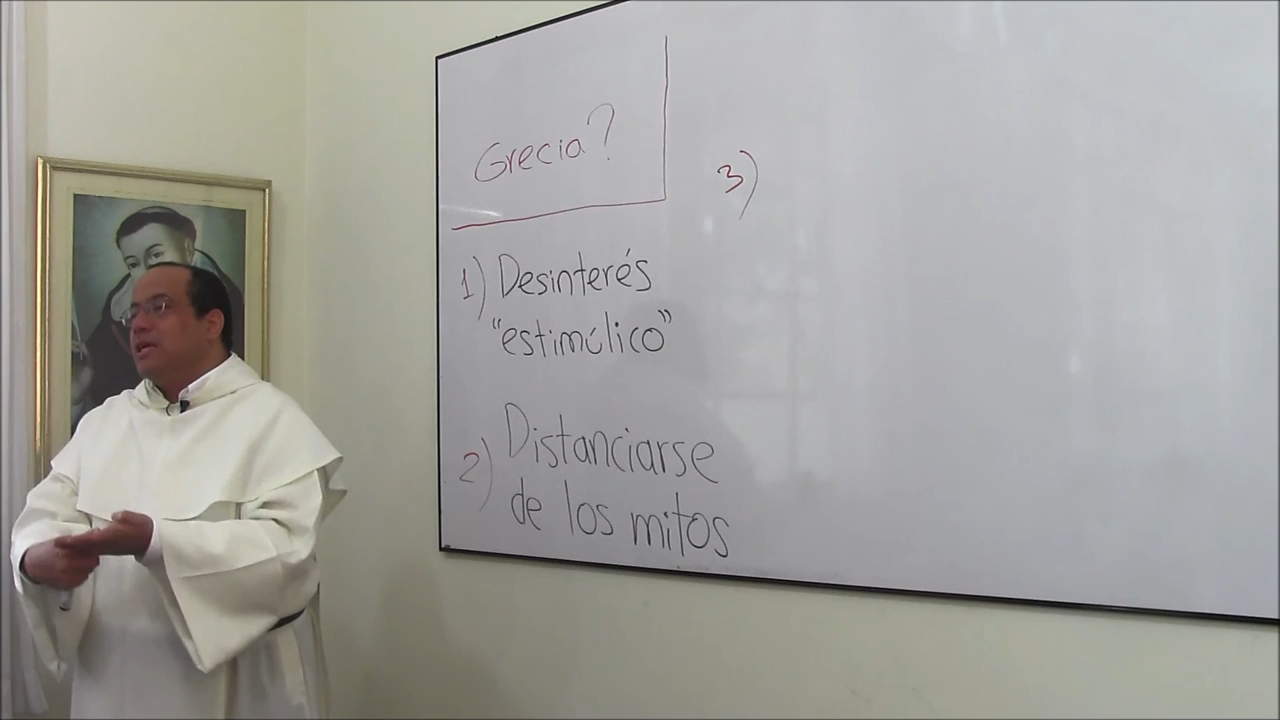 Grecia?
1) Desinterés
"estimúlico"
2) Distanciarse
de los mitos
3)